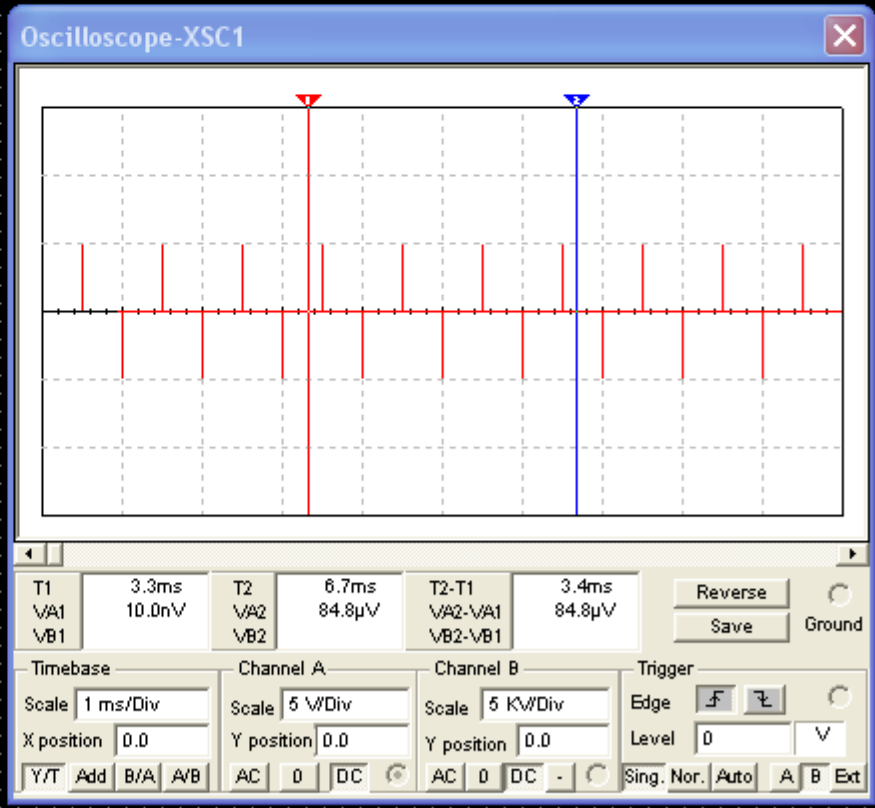 Oscilloscope-XSC1
1 2
T1 3.3ms T2 6.7ms T2-T1 3.4ms Reverse
VA1 10.0nV VA2 84.8µV VA2-VA1 84.8µV Save Ground
VB1 VB2 VB2-VB1
Timebase Channel A Channel B Trigger
Scale 1 ms/Div Scale 5 V/Div Scale 5 KV/Div Edge
X position 0.0 Y position 0.0 Y position 0.0 Level 0 V
Y/T Add B/A A/B AC 0 DC AC 0 DC - Sing. Nor. Auto A B Ext